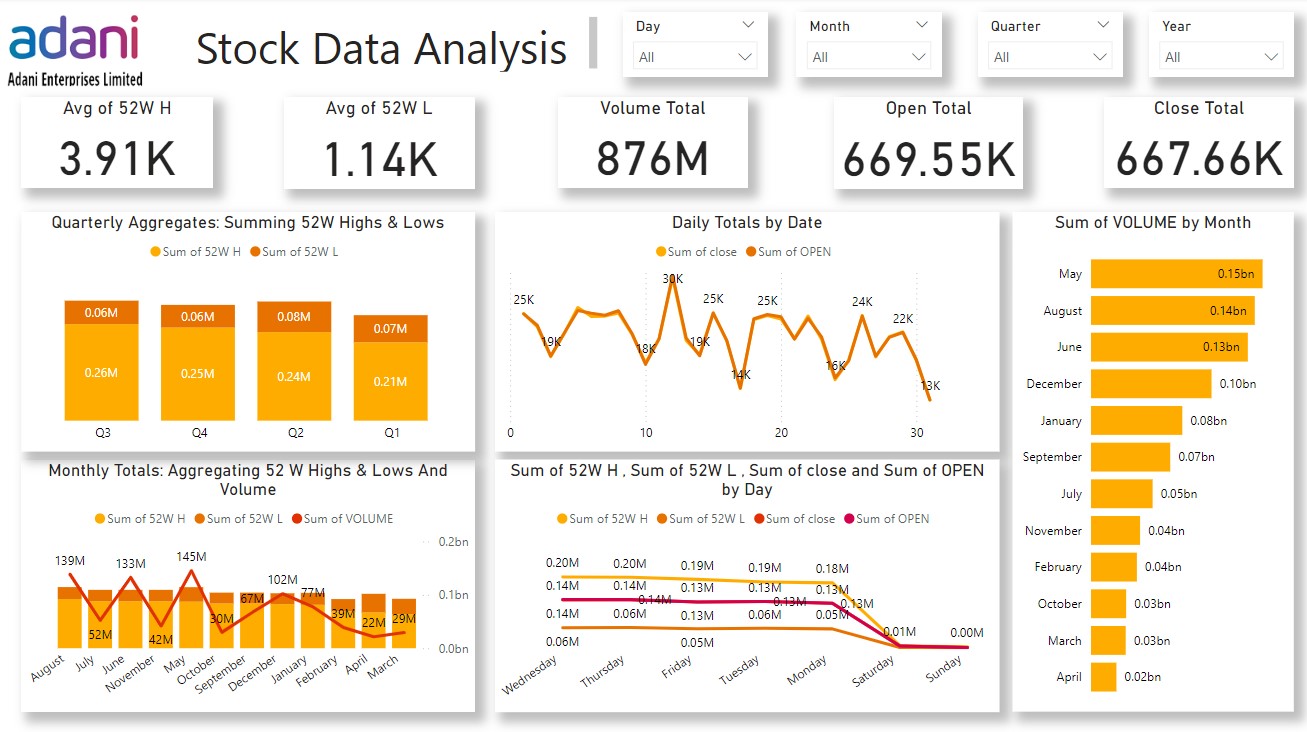 adani
Adani Enterprises Limited
Stock Data Analysis
Day
All
Month
All
Quarter
All
Year
All
Avg of 52W H
3.91K
Avg of 52W L
1.14K
Volume Total
876M
Open Total
669.55K
Close Total
667.66K
Quarterly Aggregates: Summing 52W Highs & Lows
Sum of 52W H Sum of 52W L
0.06M 0.06M 0.08M 0.07M
0.26M 0.25M 0.24M 0.21M
Q3 Q4 Q2 Q1
Daily Totals by Date
Sum of close Sum of OPEN
25K 19K 18K 30K 19K 25K 14K 25K 16K 24K 22K 13K
0 10 20 30
Sum of VOLUME by Month
May 0.15bn
August 0.14bn
June 0.13bn
December 0.10bn
January 0.08bn
September 0.07bn
July 0.05bn
November 0.04bn
February 0.04bn
October 0.03bn
March 0.03bn
April 0.02bn
Monthly Totals: Aggregating 52 W Highs & Lows And
Volume
Sum of 52W H Sum of 52W L Sum of VOLUME
0.2bn
0.1bn
0.0bn
139M 52M 133M 42M 145M 30M 67M 102M 77M 39M 22M 29M
August July June November May October September December January February April March
Sum of 52W H , Sum of 52W L , Sum of close and Sum of OPEN
by Day
Sum of 52W H Sum of 52W L Sum of close Sum of OPEN
0.20M 0.20M 0.19M 0.19M 0.18M
0.14M 0.14M 0.13M 0.13M 0.13M
0.14M 0.13M 0.13M
0.14M 0.06M 0.13M 0.06M 0.05M 0.01M 0.00M
0.06M 0.05M
Wednesday Thursday Friday Tuesday Monday Saturday Sunday